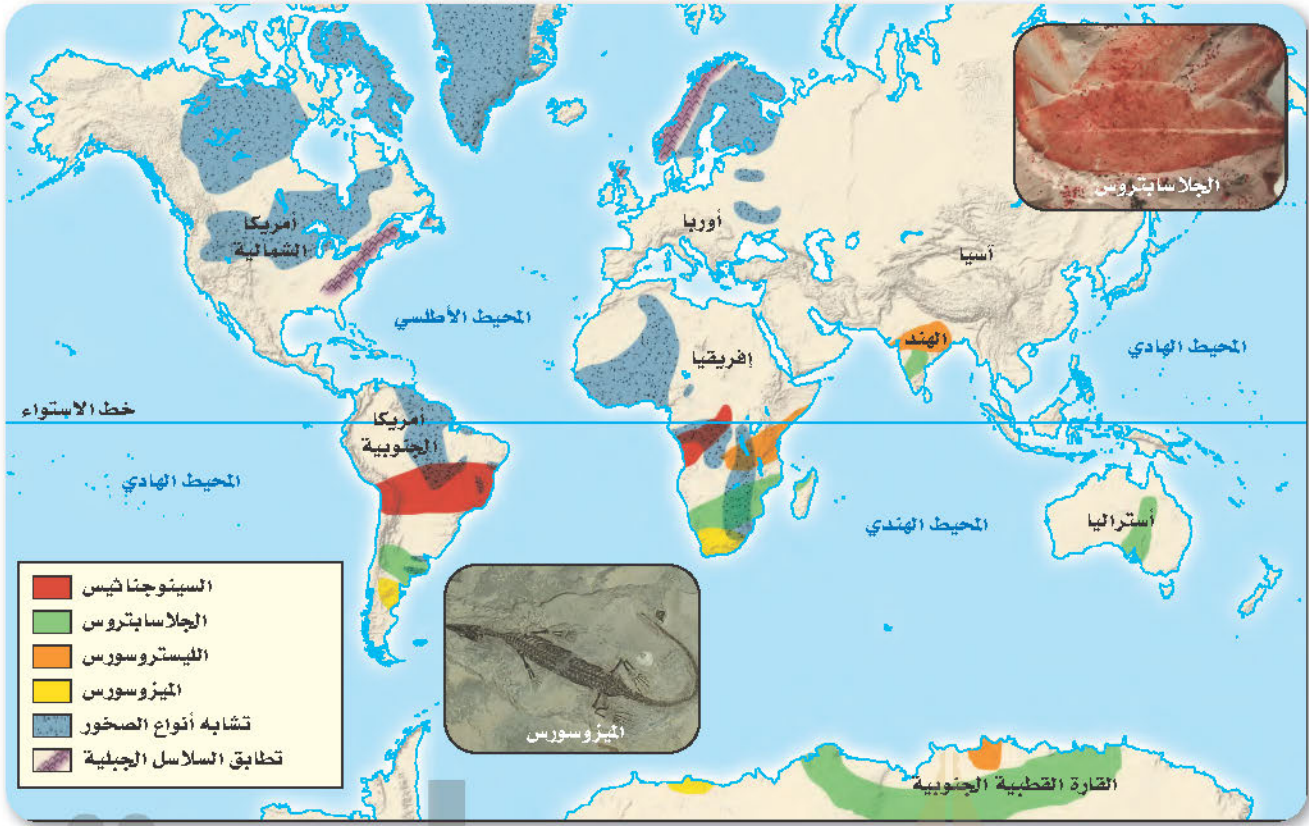 الجلاسابتروس
أمريكا
الشمالية
أوربا
آسيا
المحيط الأطلسي
إفريقيا
الهند
المحيط الهادي
خط الاستواء
أمريكا
الجنوبية
المحيط الهادي
المحيط الهندي
أستراليا
السينوجناثيس
الجلاسابتروس
الليستروسورس
الميزوسورس
تشابه أنواع الصخور
تطابق السلاسل الجبلية
الميزوسورس
القارة القطبية الجنوبية